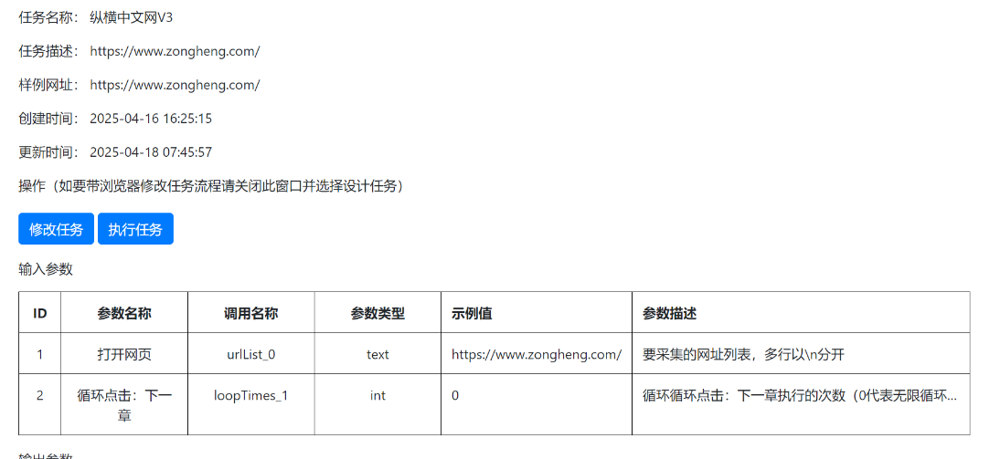 任务名称： 纵横中文网V3
任务描述： https://www.zongheng.com/
样例网址： https://www.zongheng.com/
创建时间： 2025-04-16 16:25:15
更新时间： 2025-04-18 07:45:57
操作（如要带浏览器修改任务流程请关闭此窗口并选择设计任务）
修改任务 执行任务
输入参数
ID 参数名称 调用名称 参数类型 示例值 参数描述
1 打开网页 urlList_0 text https://www.zongheng.com/ 要采集的网址列表，多行以\n分开
2 循环点击：下一章 loopTimes_1 int 0 循环循环点击：下一章执行的次数（0代表无限循环...
输出参数